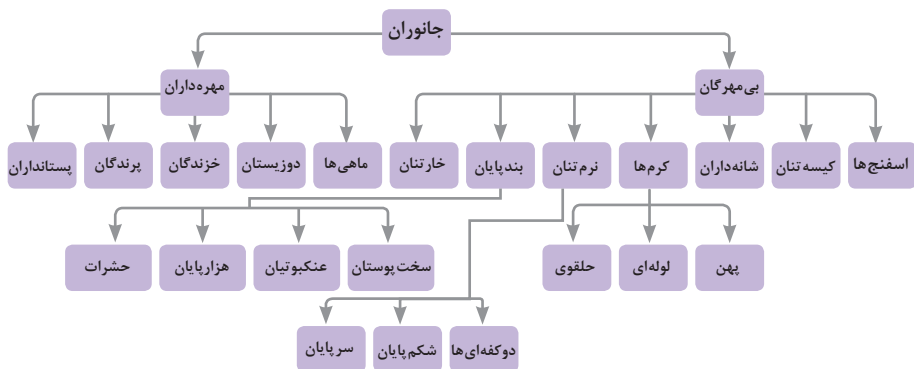 جانوران
بی‌مهرگان
مهره‌داران
اسفنج‌ها
کیسه‌تنان
شانه‌داران
کرم‌ها
نرم‌تنان
بندپایان
خارتنان
ماهی‌ها
دوزیستان
خزندگان
پرندگان
پستانداران
پهن
لوله‌ای
حلقوی
سخت‌پوستان
عنکبوتیان
هزارپایان
حشرات
دوکفه‌ای‌ها
شکم‌پایان
سرپایان